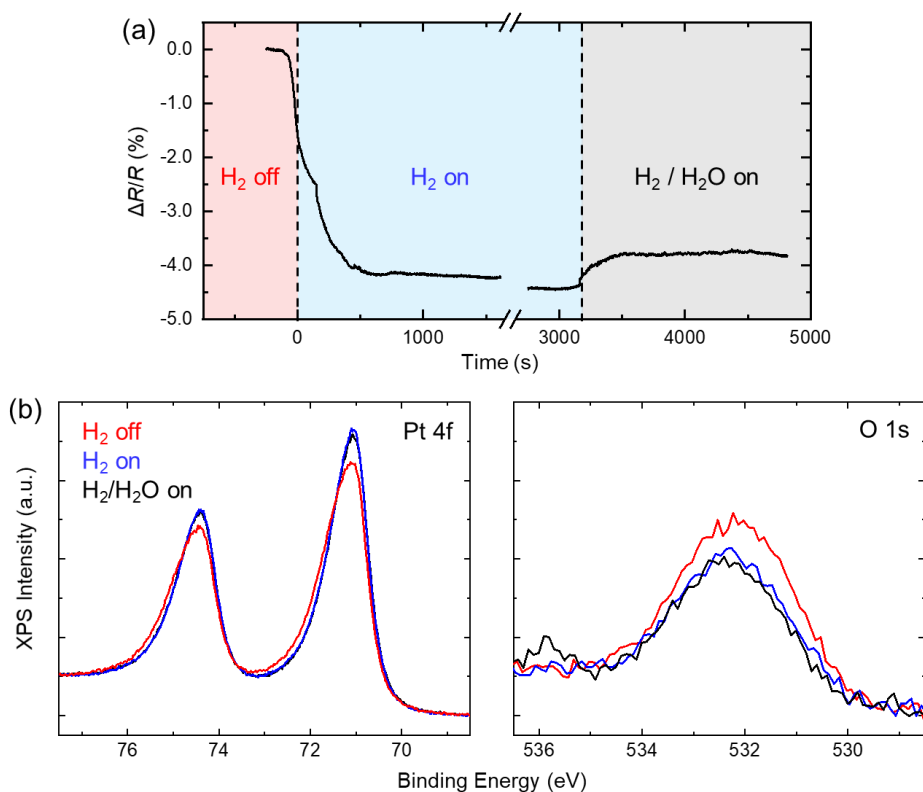 (a)
0.0
-1.0
-2.0
-3.0
-4.0
-5.0
ΔR/R (%)
H₂ off
H₂ on
H₂ / H₂O on
0
1000
3000
4000
5000
Time (s)
(b)
H₂ off
H₂ on
H₂/H₂O on
Pt 4f
O 1s
XPS Intensity (a.u.)
76
74
72
70
536
534
532
530
Binding Energy (eV)